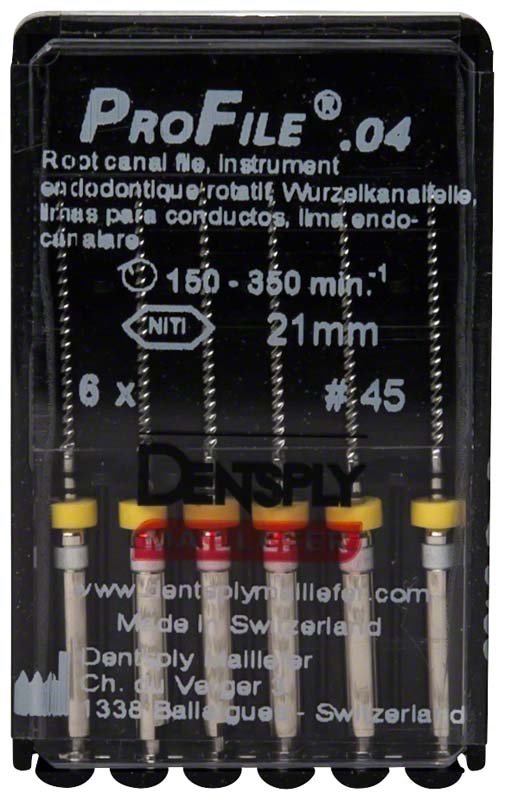 PROFILE® .04
Root canal file, instrument
endodontique rotatif, Wurzelkanalfeile,
limas para conductos, lima endo-
canalare
150 - 350 min.-1
NITI 21mm
6 x # 45
DENTSPLY
MAILLEFER
www.dentsplymaillefer.com
Made in Switzerland
Dentsply Maillefer
Ch. du Verger 3
1338 Ballaigues - Switzerland